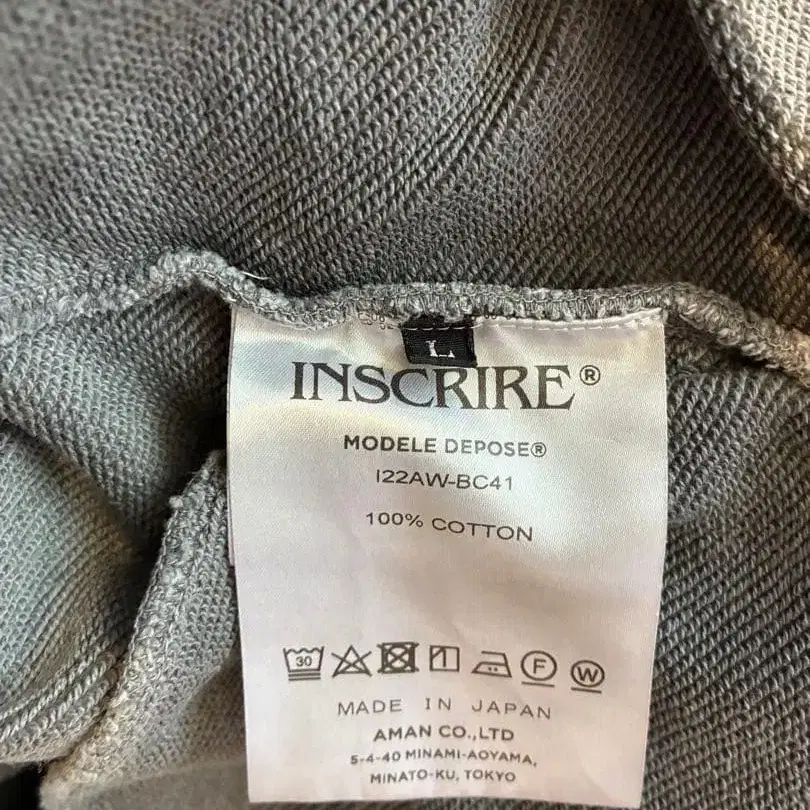 L
INSCRIRE®
MODELE DEPOSE®
I22AW-BC41
100% COTTON
30 F W
MADE IN JAPAN
AMAN CO.,LTD
5-4-40 MINAMI-AOYAMA,
MINATO-KU, TOKYO